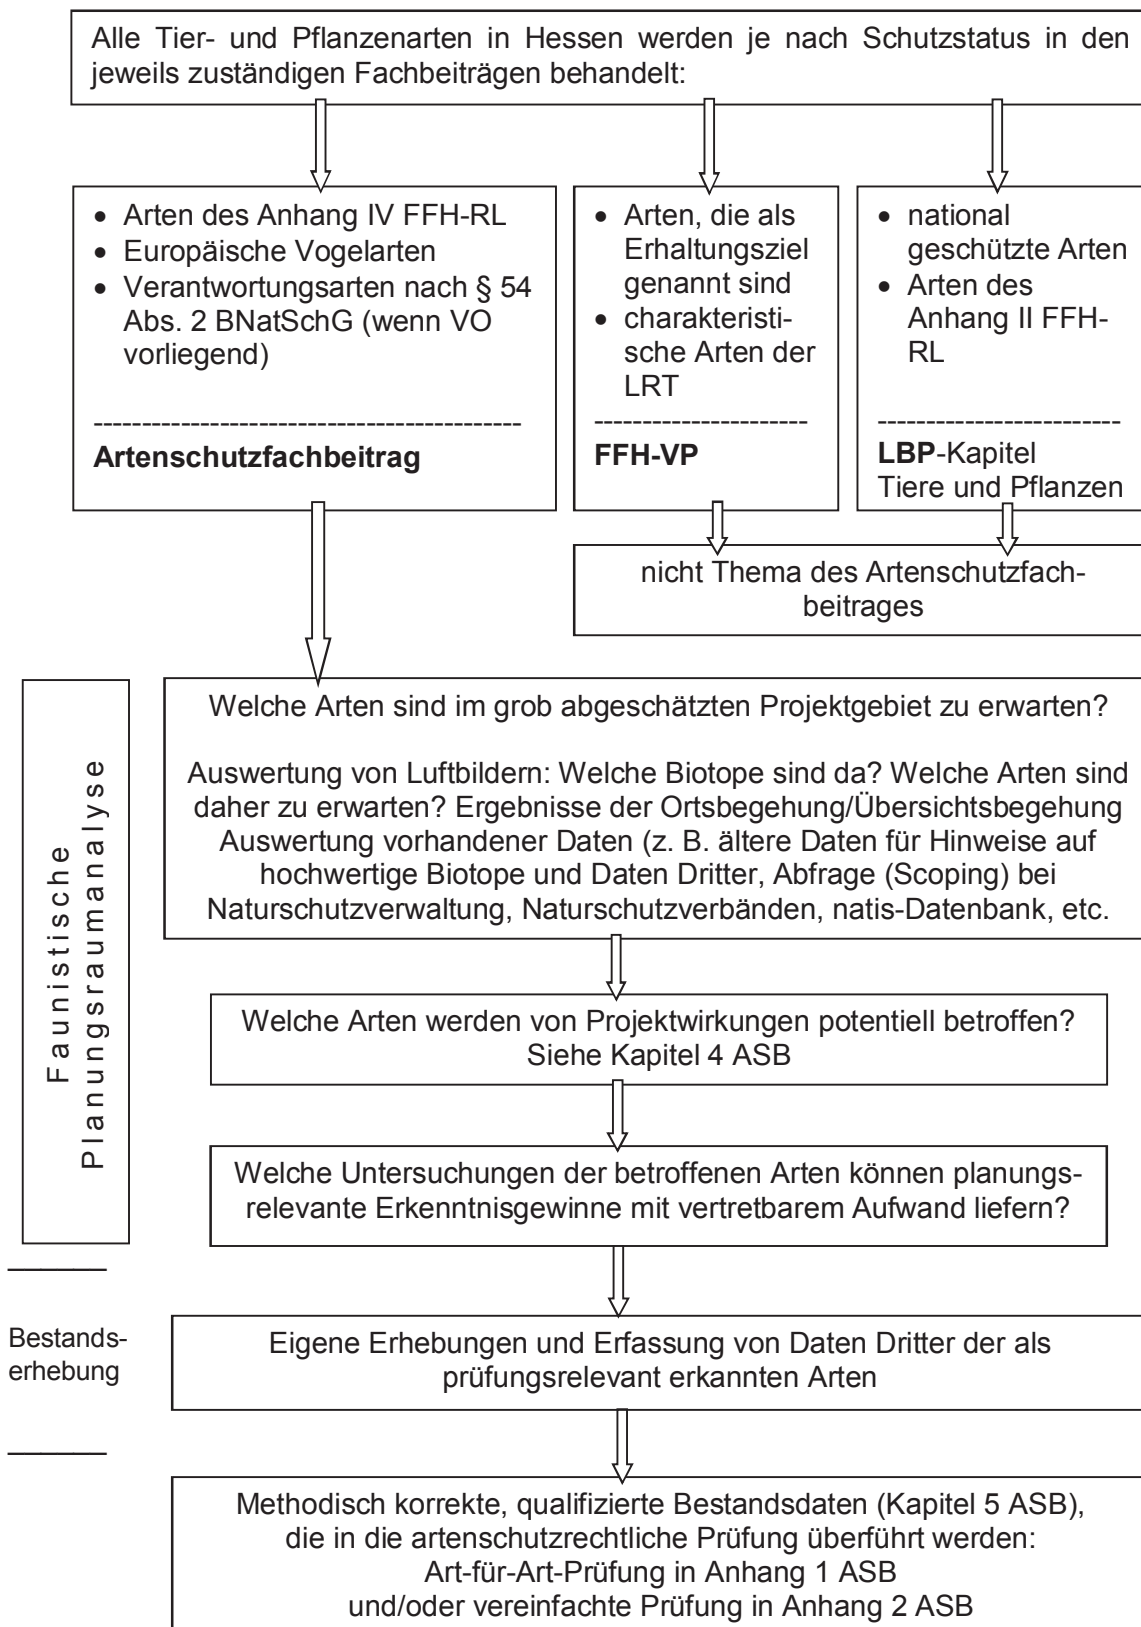 Alle Tier- und Pflanzenarten in Hessen werden je nach Schutzstatus in den
jeweils zuständigen Fachbeiträgen behandelt:
• Arten des Anhang IV FFH-RL
• Europäische Vogelarten
• Verantwortungsarten nach § 54
Abs. 2 BNatSchG (wenn VO
vorliegend)
--------------------------------------------
Artenschutzfachbeitrag
• Arten, die als
Erhaltungsziel
genannt sind
• charakteristi-
sche Arten der
LRT
----------------------
FFH-VP
• national
geschützte Arten
• Arten des
Anhang II FFH-
RL
-------------------------
LBP-Kapitel
Tiere und Pflanzen
nicht Thema des Artenschutzfach-
beitrages
Faunistische
Planungsraumanalyse
Welche Arten sind im grob abgeschätzten Projektgebiet zu erwarten?
Auswertung von Luftbildern: Welche Biotope sind da? Welche Arten sind
daher zu erwarten? Ergebnisse der Ortsbegehung/Übersichtsbegehung
Auswertung vorhandener Daten (z. B. ältere Daten für Hinweise auf
hochwertige Biotope und Daten Dritter, Abfrage (Scoping) bei
Naturschutzverwaltung, Naturschutzverbänden, natis-Datenbank, etc.
Welche Arten werden von Projektwirkungen potentiell betroffen?
Siehe Kapitel 4 ASB
Welche Untersuchungen der betroffenen Arten können planungs-
relevante Erkenntnisgewinne mit vertretbarem Aufwand liefern?
Bestands-
erhebung
Eigene Erhebungen und Erfassung von Daten Dritter der als
prüfungsrelevant erkannten Arten
Methodisch korrekte, qualifizierte Bestandsdaten (Kapitel 5 ASB),
die in die artenschutzrechtliche Prüfung überführt werden:
Art-für-Art-Prüfung in Anhang 1 ASB
und/oder vereinfachte Prüfung in Anhang 2 ASB